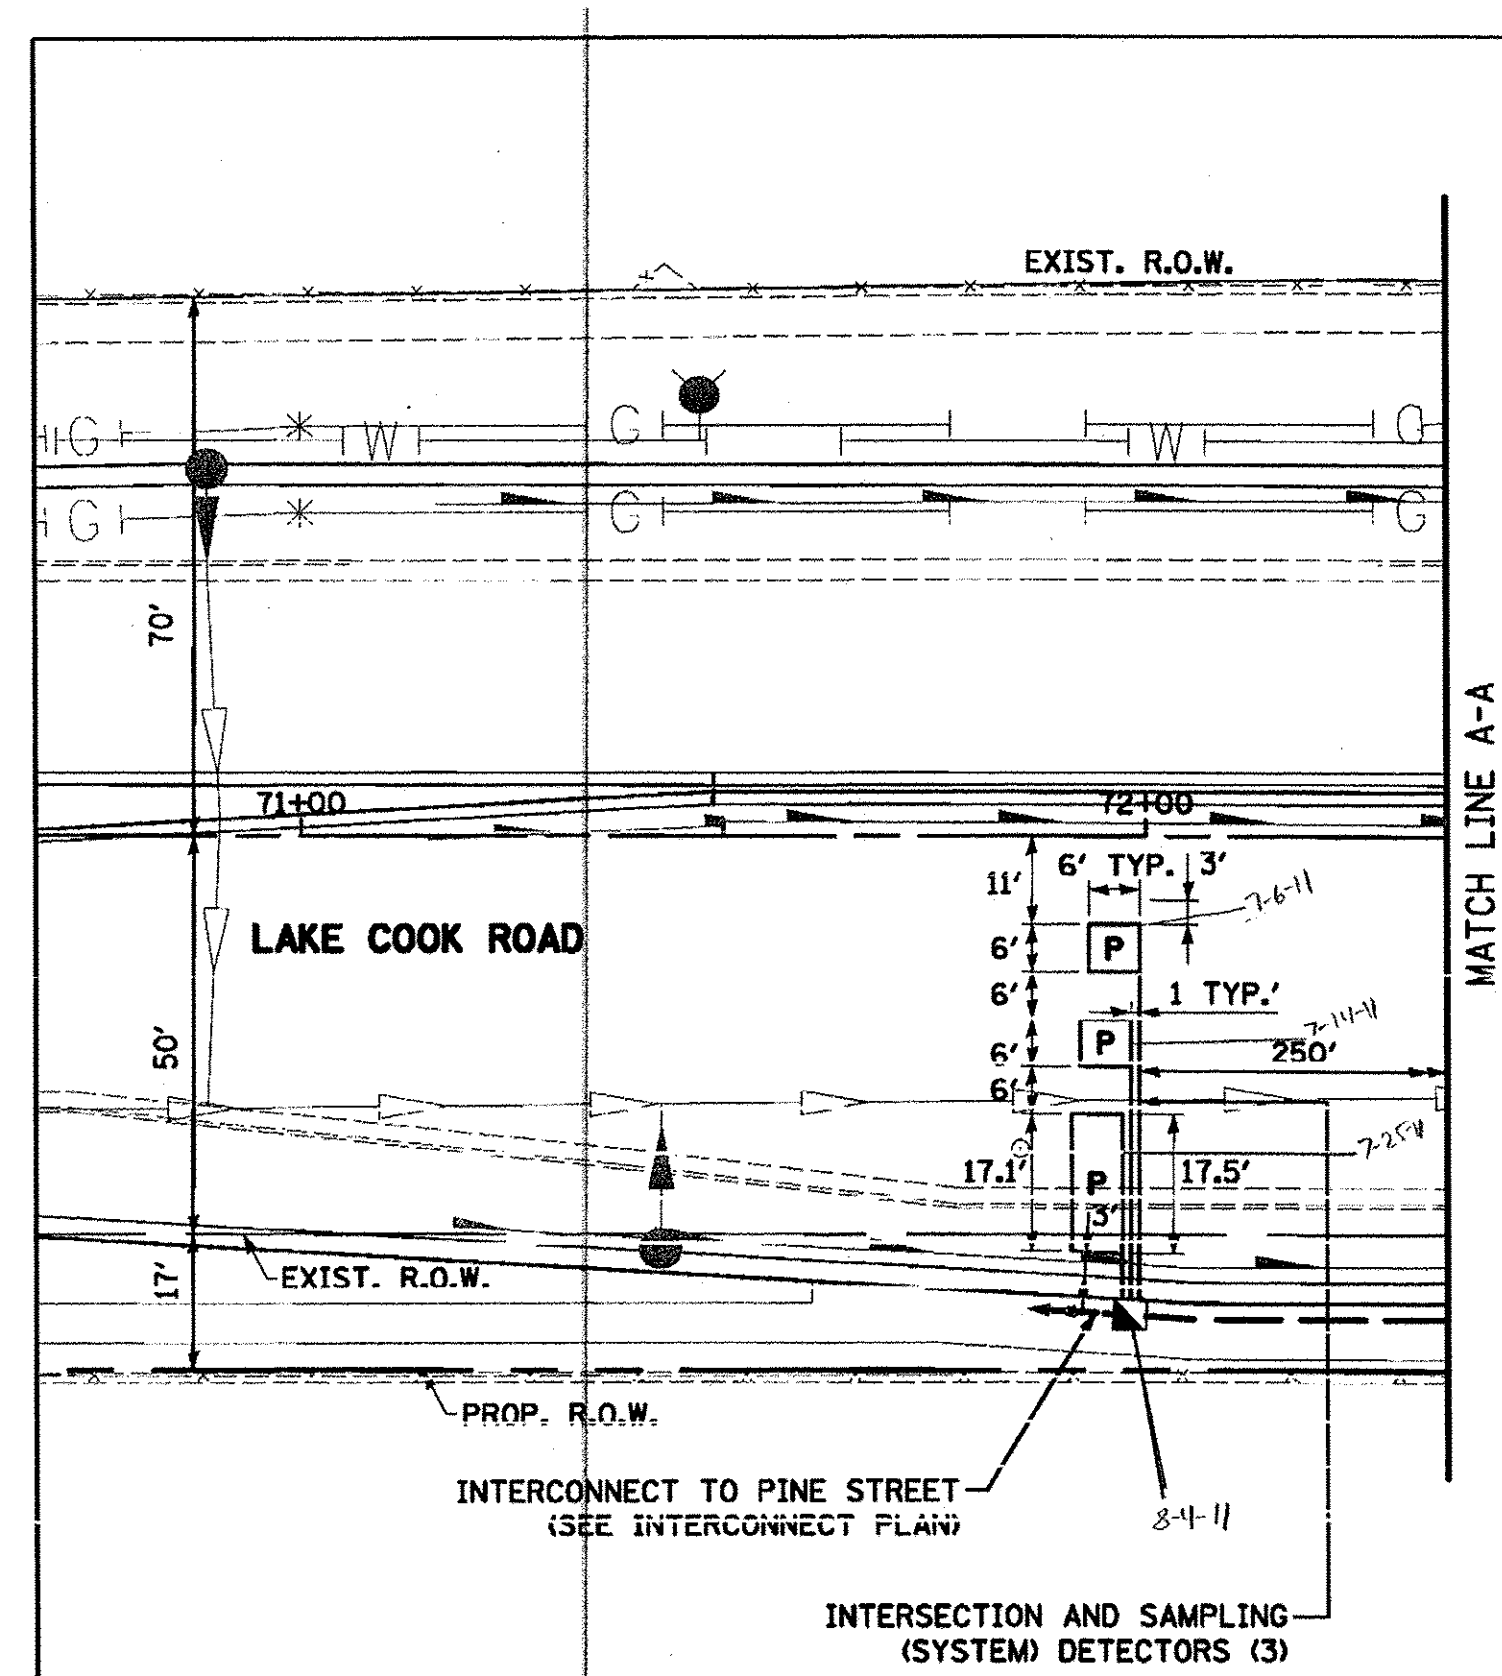 EXIST. R.O.W.
G W G W G
G G G
70'
71+00 72+00
6' TYP. 3'
11'
7-6-11
LAKE COOK ROAD
P
6'
6'
1 TYP.'
7-14-11
P
6'
250'
50'
6'
7-25-11
17.1'
P
17.5'
3'
EXIST. R.O.W.
17'
PROP. R.O.W.
INTERCONNECT TO PINE STREET
(SEE INTERCONNECT PLAN)
8-4-11
INTERSECTION AND SAMPLING
(SYSTEM) DETECTORS (3)
MATCH LINE A-A